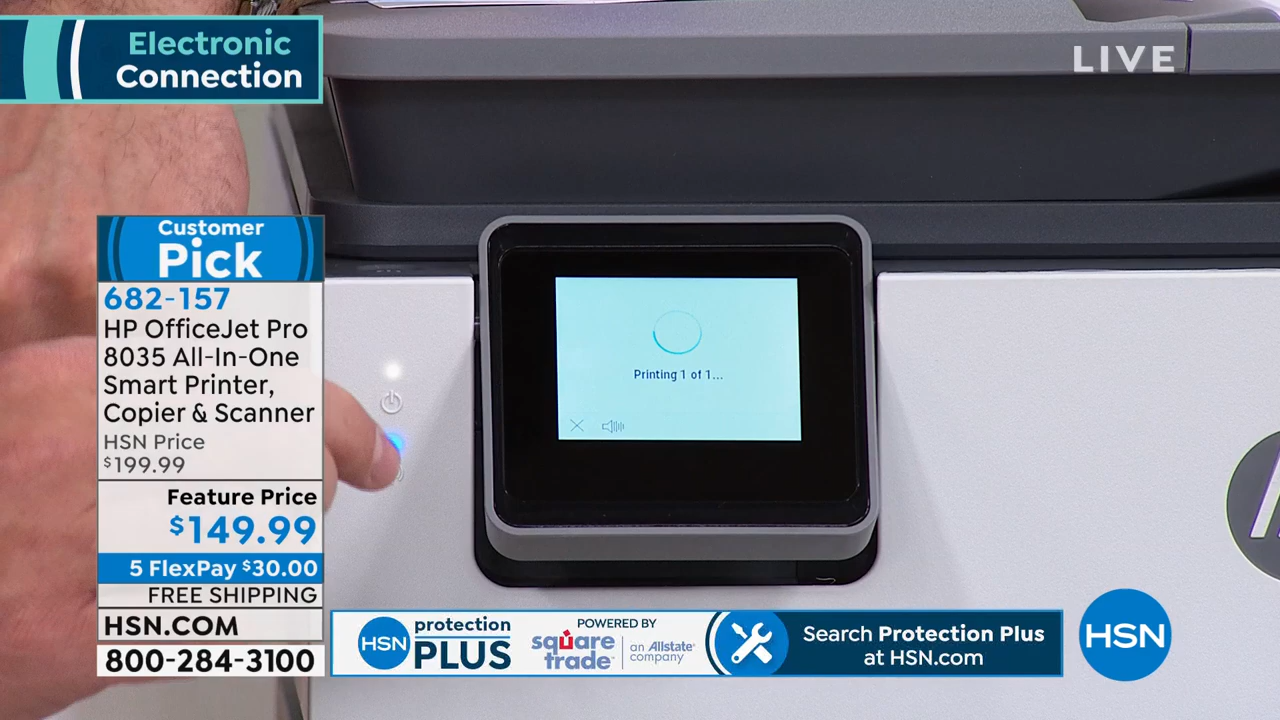 Electronic
Connection
LIVE
Customer
Pick
682-157
HP OfficeJet Pro
8035 All-In-One
Smart Printer,
Copier & Scanner
HSN Price
$199.99
Feature Price
$149.99
5 FlexPay $30.00
FREE SHIPPING
HSN.COM
800-284-3100
Printing 1 of 1...
HSN
protection
PLUS
POWERED BY
square
trade
an Allstate
company
Search Protection Plus
at HSN.com
HSN